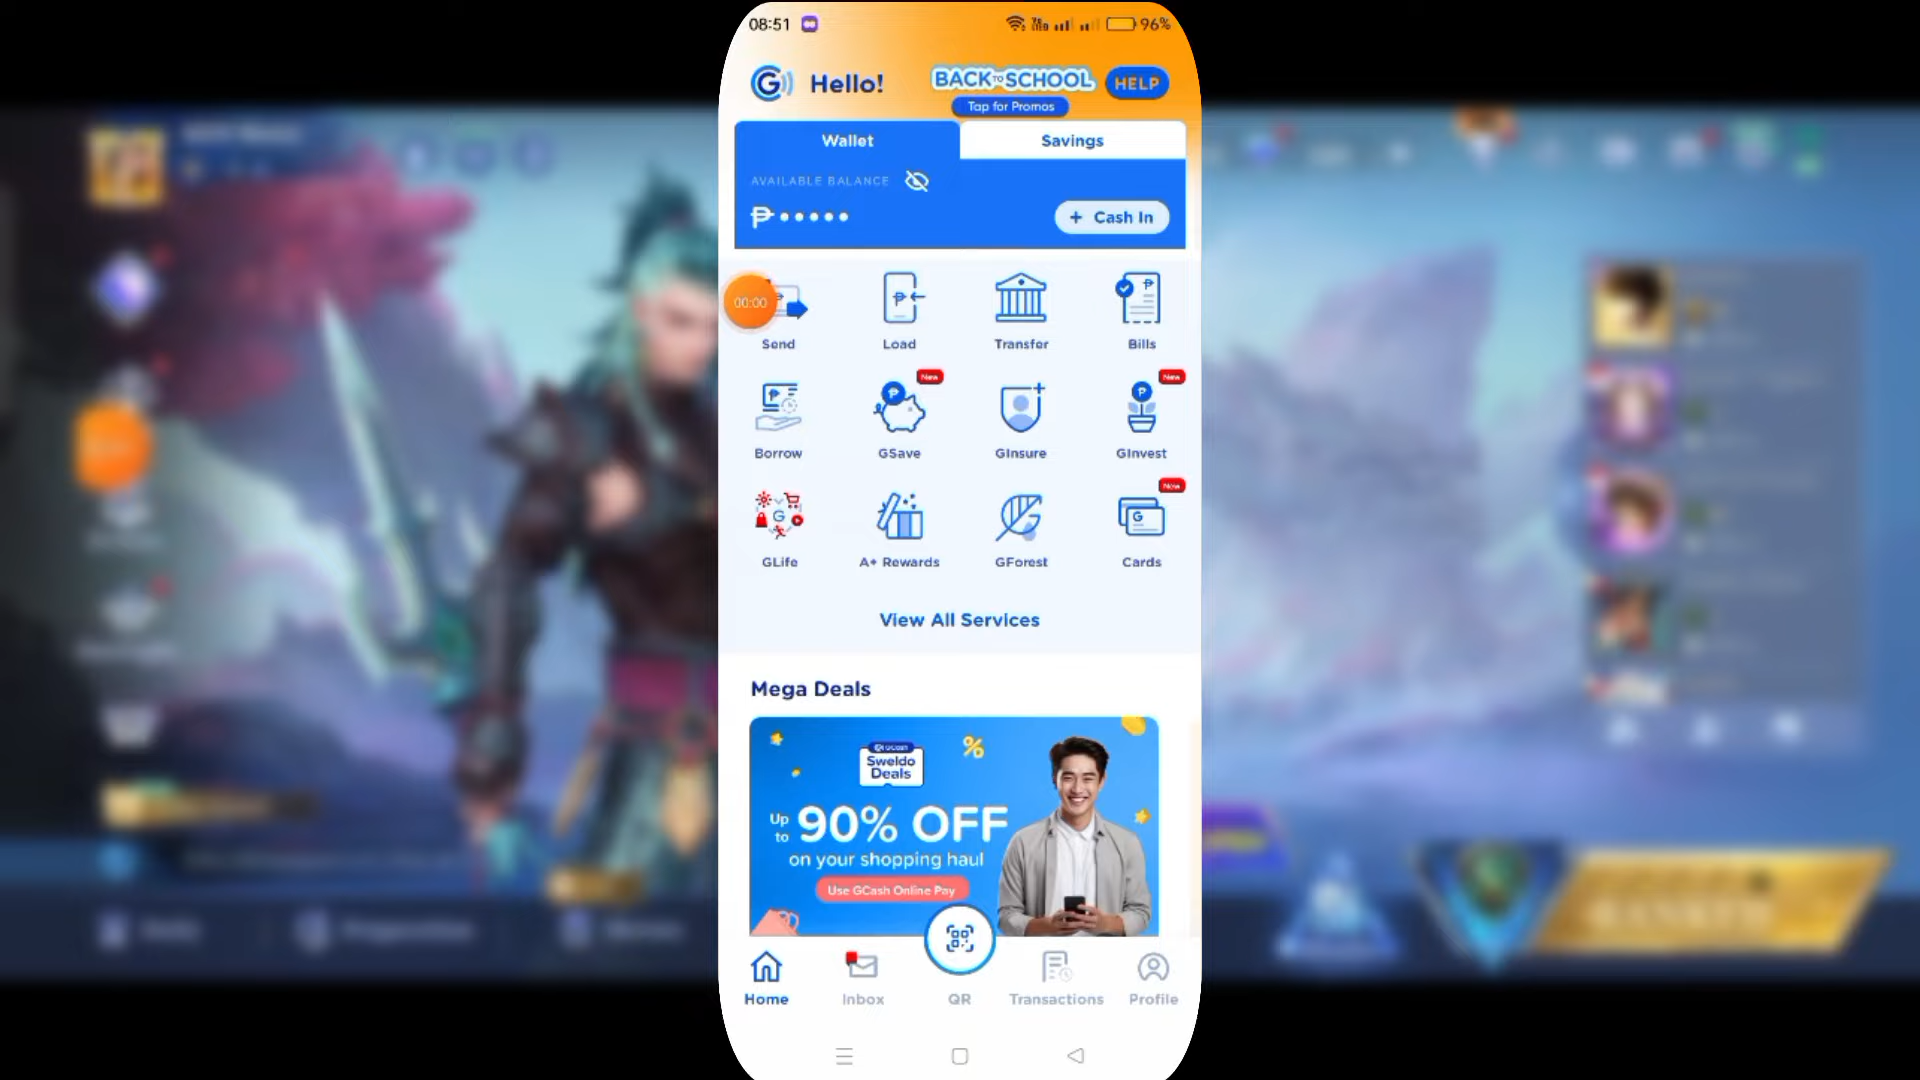 08:51
96%
Hello!
BACK TO SCHOOL
Tap for Promos
HELP
Wallet
Savings
AVAILABLE BALANCE
₱•••••
+ Cash In
00:00
Send
Load
Transfer
Bills
New
New
Borrow
GSave
GInsure
GInvest
New
GLife
A+ Rewards
GForest
Cards
View All Services
Mega Deals
GCash
Sweldo
Deals
Up to 90% OFF
on your shopping haul
Use GCash Online Pay
Home
Inbox
QR
Transactions
Profile